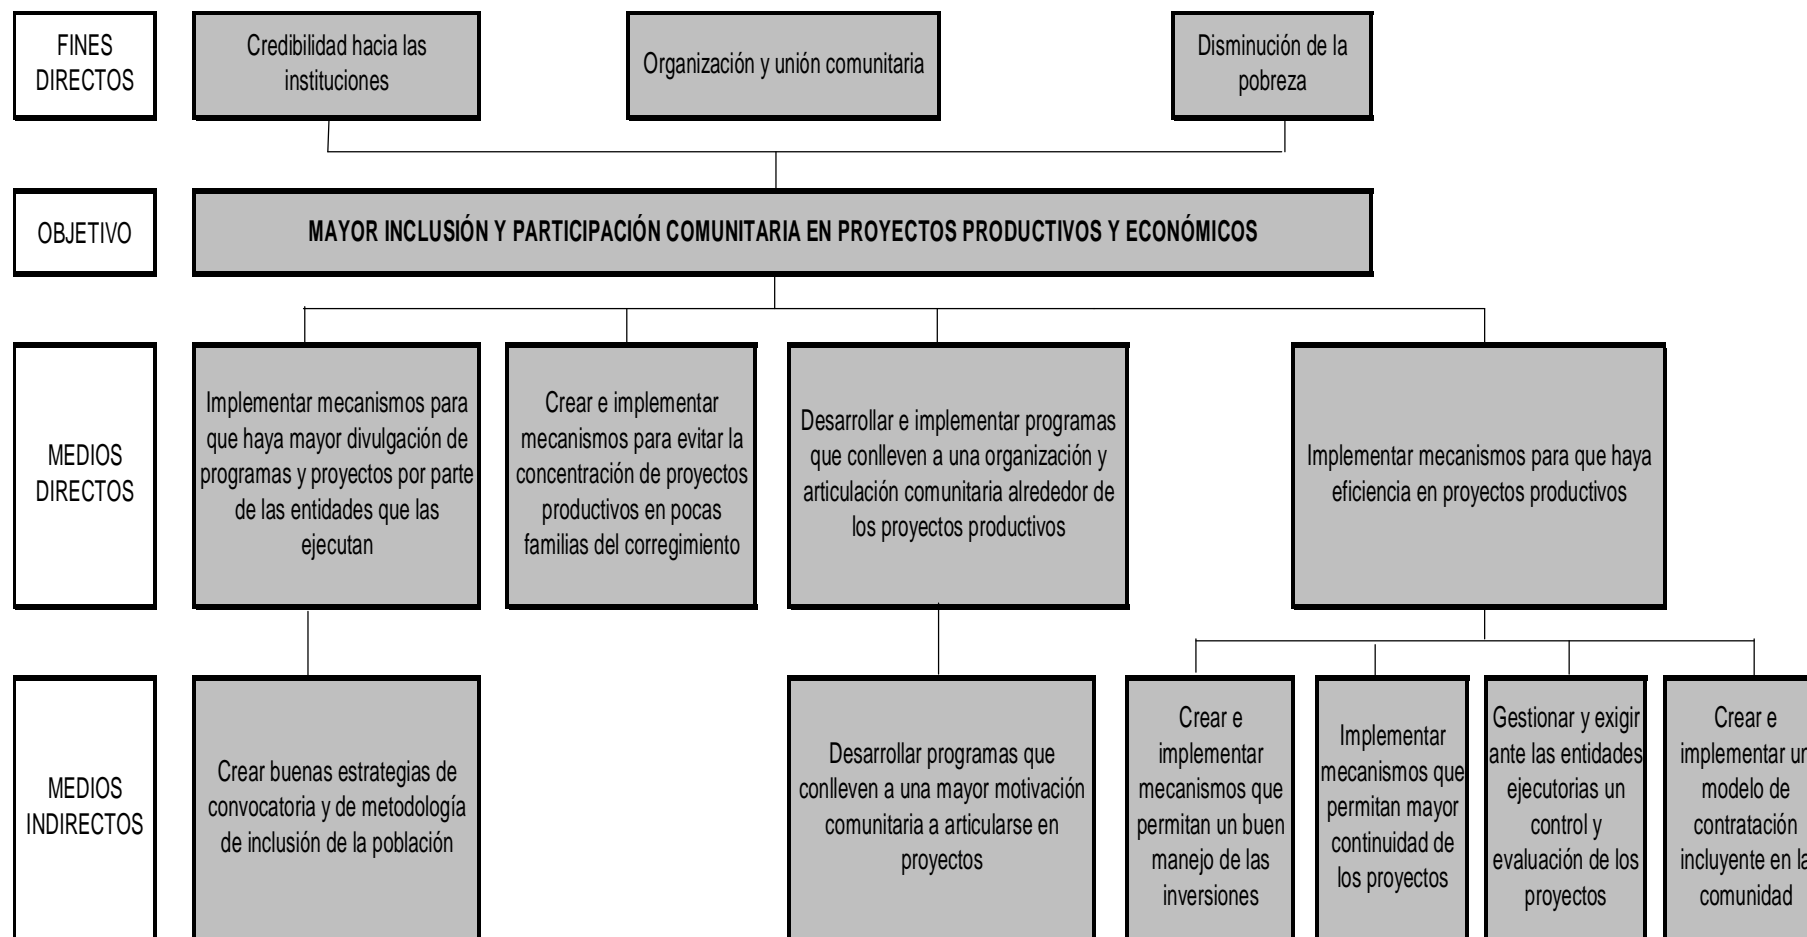 FINES
DIRECTOS
Credibilidad hacia las
instituciones
Organización y unión comunitaria
Disminución de la
pobreza
OBJETIVO
MAYOR INCLUSIÓN Y PARTICIPACIÓN COMUNITARIA EN PROYECTOS PRODUCTIVOS Y ECONÓMICOS
MEDIOS
DIRECTOS
Implementar mecanismos para
que haya mayor divulgación de
programas y proyectos por parte
de las entidades que las
ejecutan
Crear e implementar
mecanismos para evitar la
concentración de proyectos
productivos en pocas
familias del corregimiento
Desarrollar e implementar programas
que conlleven a una organización y
articulación comunitaria alrededor de
los proyectos productivos
Implementar mecanismos para que haya
eficiencia en proyectos productivos
MEDIOS
INDIRECTOS
Crear buenas estrategias de
convocatoria y de metodología
de inclusión de la población
Desarrollar programas que
conlleven a una mayor motivación
comunitaria a articularse en
proyectos
Crear e
implementar
mecanismos que
permitan un buen
manejo de las
inversiones
Implementar
mecanismos que
permitan mayor
continuidad de
los proyectos
Gestionar y exigir
ante las entidades
ejecutorias un
control y
evaluación de los
proyectos
Crear e
implementar un
modelo de
contratación
incluyente en la
comunidad